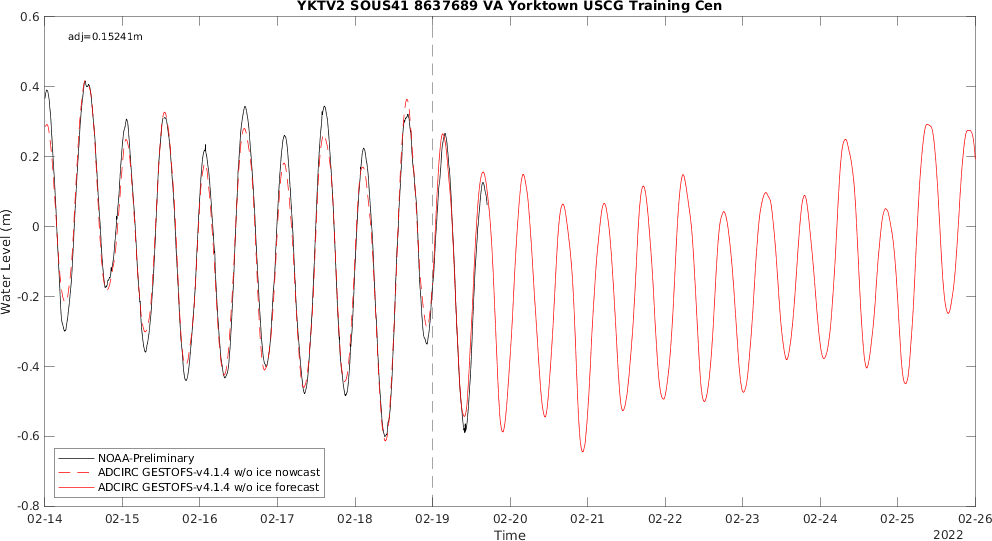 YKTV2 SOUS41 8637689 VA Yorktown USCG Training Cen
adj=0.15241m
0.6
0.4
0.2
0
-0.2
-0.4
-0.6
-0.8
Water Level (m)
NOAA-Preliminary
ADCIRC GESTOFS-v4.1.4 w/o ice nowcast
ADCIRC GESTOFS-v4.1.4 w/o ice forecast
02-14 02-15 02-16 02-17 02-18 02-19 02-20 02-21 02-22 02-23 02-24 02-25 02-26
Time
2022